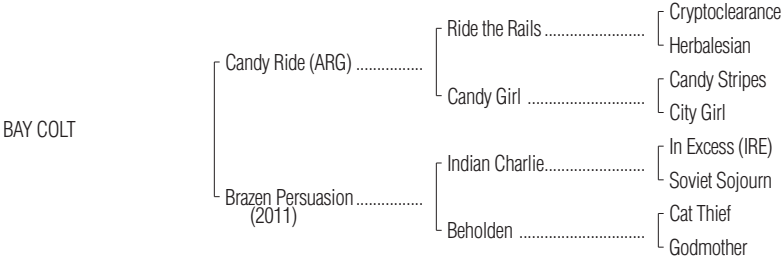 Cryptoclearance
Ride the Rails ........................
Herbalesian
Candy Ride (ARG) ................
Candy Stripes
Candy Girl ............................
City Girl
BAY COLT
In Excess (IRE)
Indian Charlie........................
Soviet Sojourn
Brazen Persuasion ................
(2011)
Cat Thief
Beholden ..............................
Godmother